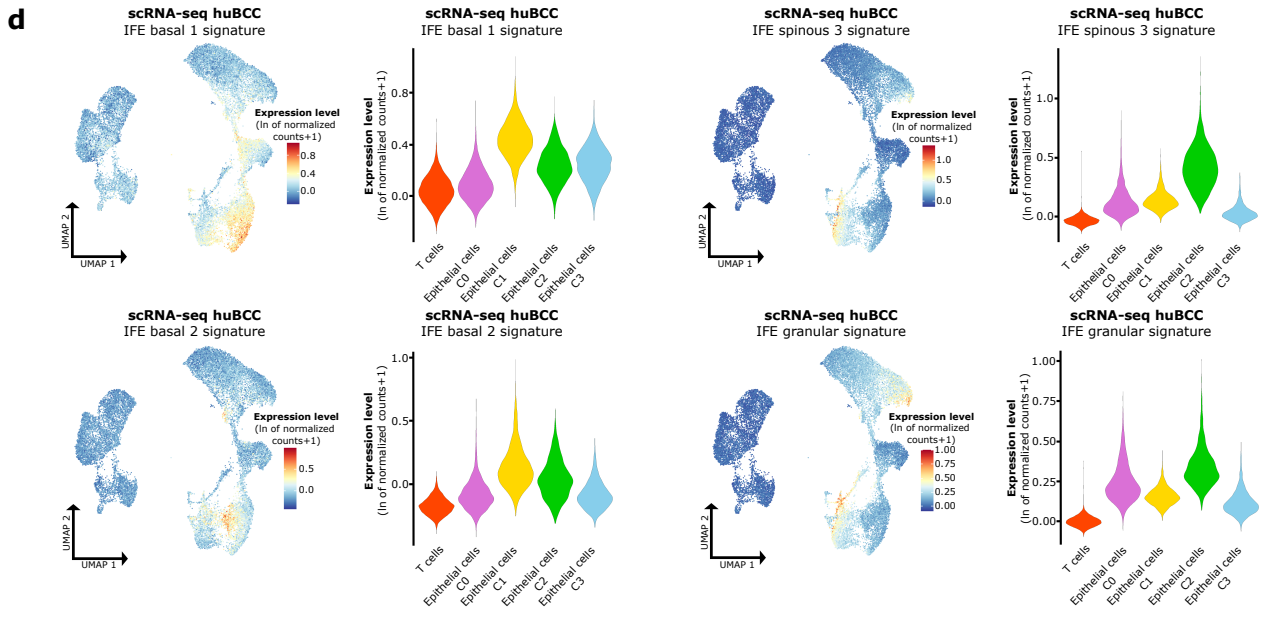 d
scRNA-seq huBCC
IFE basal 1 signature
Expression level
(ln of normalized
counts+1)
0.8
0.4
0.0
UMAP 2
UMAP 1
scRNA-seq huBCC
IFE basal 1 signature
Expression level
(ln of normalized counts+1)
0.8
0.4
0.0
T cells
Epithelial cells
C0
Epithelial cells
C1
Epithelial cells
C2
Epithelial cells
C3
scRNA-seq huBCC
IFE spinous 3 signature
Expression level
(ln of normalized
counts+1)
1.0
0.5
0.0
UMAP 2
UMAP 1
scRNA-seq huBCC
IFE spinous 3 signature
Expression level
(ln of normalized counts+1)
1.0
0.5
0.0
T cells
Epithelial cells
C0
Epithelial cells
C1
Epithelial cells
C2
Epithelial cells
C3
scRNA-seq huBCC
IFE basal 2 signature
Expression level
(ln of normalized
counts+1)
0.5
0.0
UMAP 2
UMAP 1
scRNA-seq huBCC
IFE basal 2 signature
Expression level
(ln of normalized counts+1)
1.0
0.5
0.0
T cells
Epithelial cells
C0
Epithelial cells
C1
Epithelial cells
C2
Epithelial cells
C3
scRNA-seq huBCC
IFE granular signature
Expression level
(ln of normalized
counts+1)
1.00
0.75
0.50
0.25
0.00
UMAP 2
UMAP 1
scRNA-seq huBCC
IFE granular signature
Expression level
(ln of normalized counts+1)
1.00
0.75
0.50
0.25
0.00
T cells
Epithelial cells
C0
Epithelial cells
C1
Epithelial cells
C2
Epithelial cells
C3